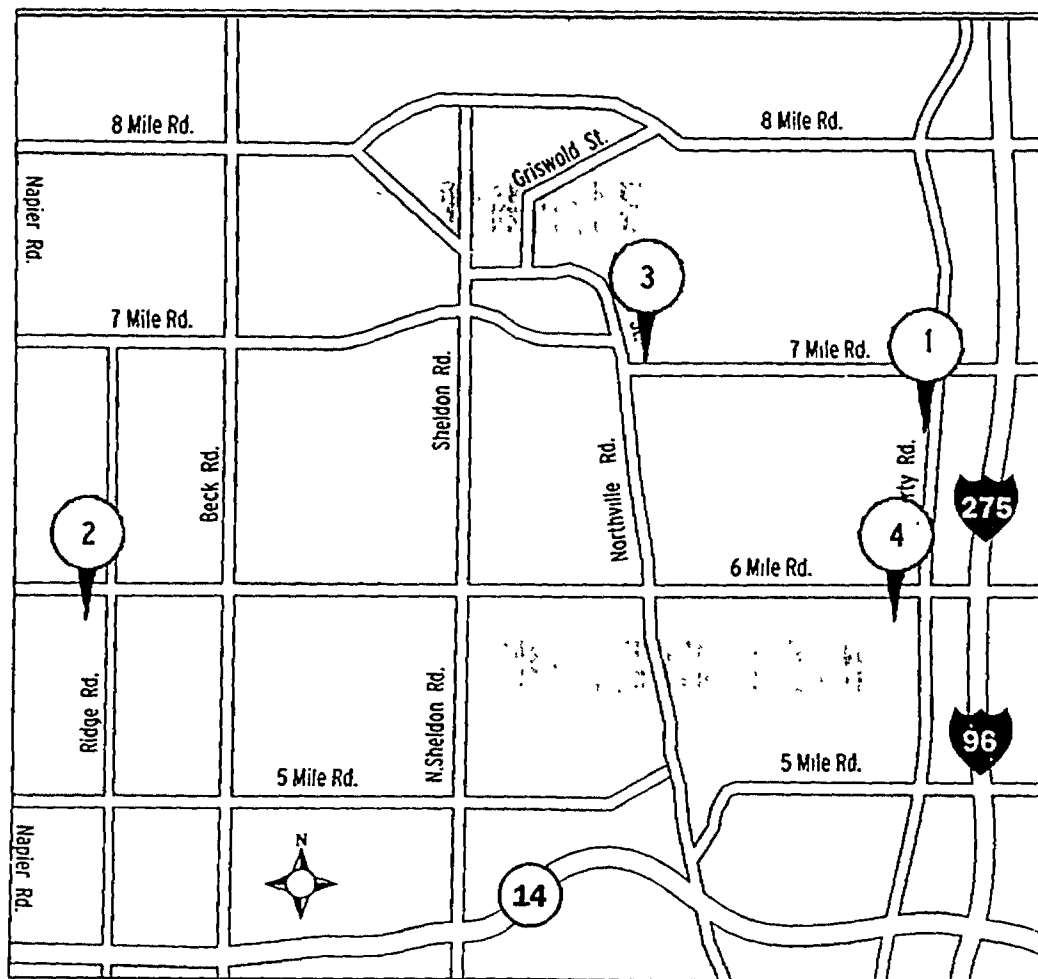 8 Mile Rd.
8 Mile Rd.
Griswold St.
Napier Rd.
3
7 Mile Rd.
7 Mile Rd.
1
Sheldon Rd.
Beck Rd.
Northville Rd.
rty Rd.
275
2
4
6 Mile Rd.
Ridge Rd.
N.Sheldon Rd.
96
5 Mile Rd.
5 Mile Rd.
Napier Rd.
N
14